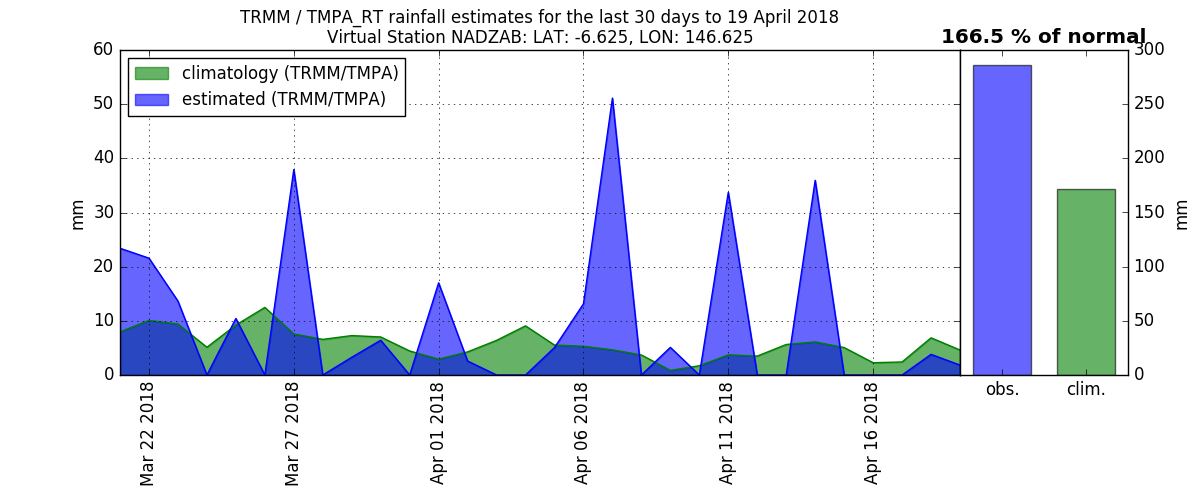 TRMM / TMPA_RT rainfall estimates for the last 30 days to 19 April 2018
Virtual Station NADZAB: LAT: -6.625, LON: 146.625
166.5 % of normal
climatology (TRMM/TMPA)
estimated (TRMM/TMPA)
60
50
40
30
20
10
0
mm
Mar 22 2018
Mar 27 2018
Apr 01 2018
Apr 06 2018
Apr 11 2018
Apr 16 2018
300
250
200
150
100
50
0
mm
obs.
clim.